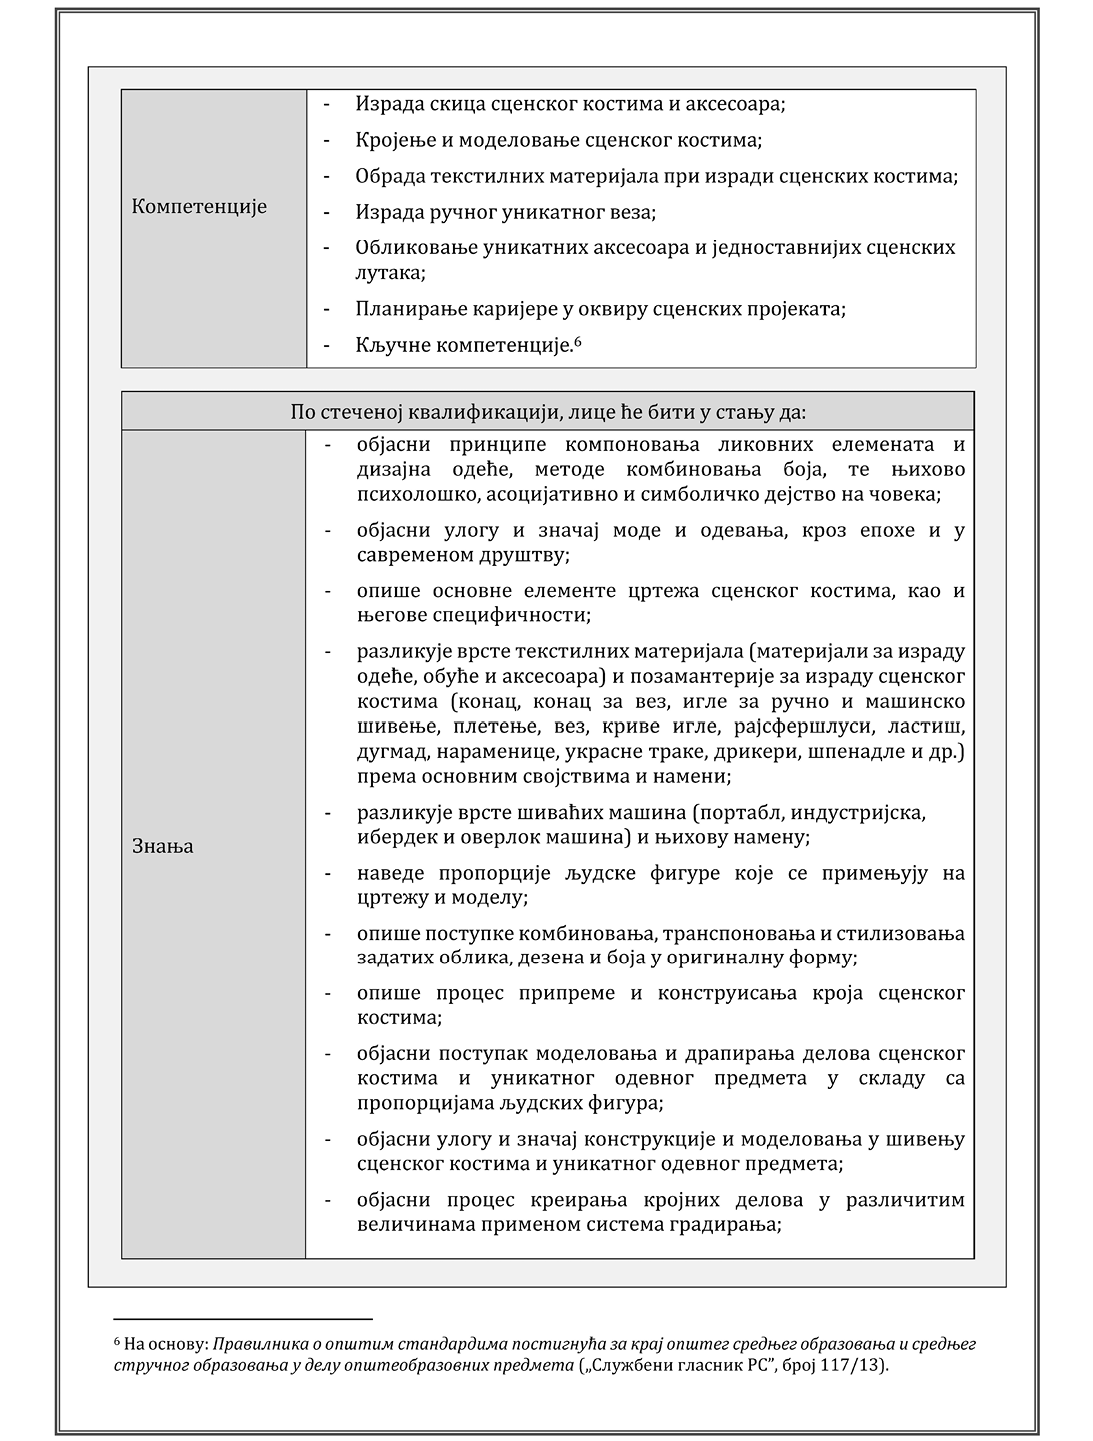 Компетенције
- Израда скица сценског костима и аксесоара;
- Кројење и моделовање сценског костима;
- Обрада текстилних материјала при изради сценских костима;
- Израда ручног уникатног веза;
- Обликовање уникатних аксесоара и једноставнијих сценских
лутака;
- Планирање каријере у оквиру сценских пројеката;
- Кључне компетенције.⁶
По стеченој квалификацији, лице ће бити у стању да:
Знања
- објасни принципе компоновања ликовних елемената и
дизајна одеће, методе комбиновања боја, те њихово
психолошко, асоцијативно и симболичко дејство на човека;
- објасни улогу и значај моде и одевања, кроз епохе и у
савременом друштву;
- опише основне елементе цртежа сценског костима, као и
његове специфичности;
- разликује врсте текстилних материјала (материјали за израду
одеће, обуће и аксесоара) и позамантерије за израду сценског
костима (конац, конац за вез, игле за ручно и машинско
шивење, плетење, вез, криве игле, рајсфершлуси, ластиш,
дугмад, нараменице, украсне траке, дрикери, шпенадле и др.)
према основним својствима и намени;
- разликује врсте шиваћих машина (портабл, индустријска,
ибердек и оверлок машина) и њихову намену;
- наведе пропорције људске фигуре које се примењују на
цртежу и моделу;
- опише поступке комбиновања, транспоновања и стилизовања
задатих облика, дезена и боја у оригиналну форму;
- опише процес припреме и конструисања кроја сценског
костима;
- објасни поступак моделовања и драпирања делова сценског
костима и уникатног одевног предмета у складу са
пропорцијама људских фигура;
- објасни улогу и значај конструкције и моделовања у шивењу
сценског костима и уникатног одевног предмета;
- објасни процес креирања кројних делова у различитим
величинама применом система градирања;
⁶ На основу: Правилника о општим стандардима постигнућа за крај општег средњег образовања и средњег
стручног образовања у делу општеобразовних предмета („Службени гласник РС”, број 117/13).